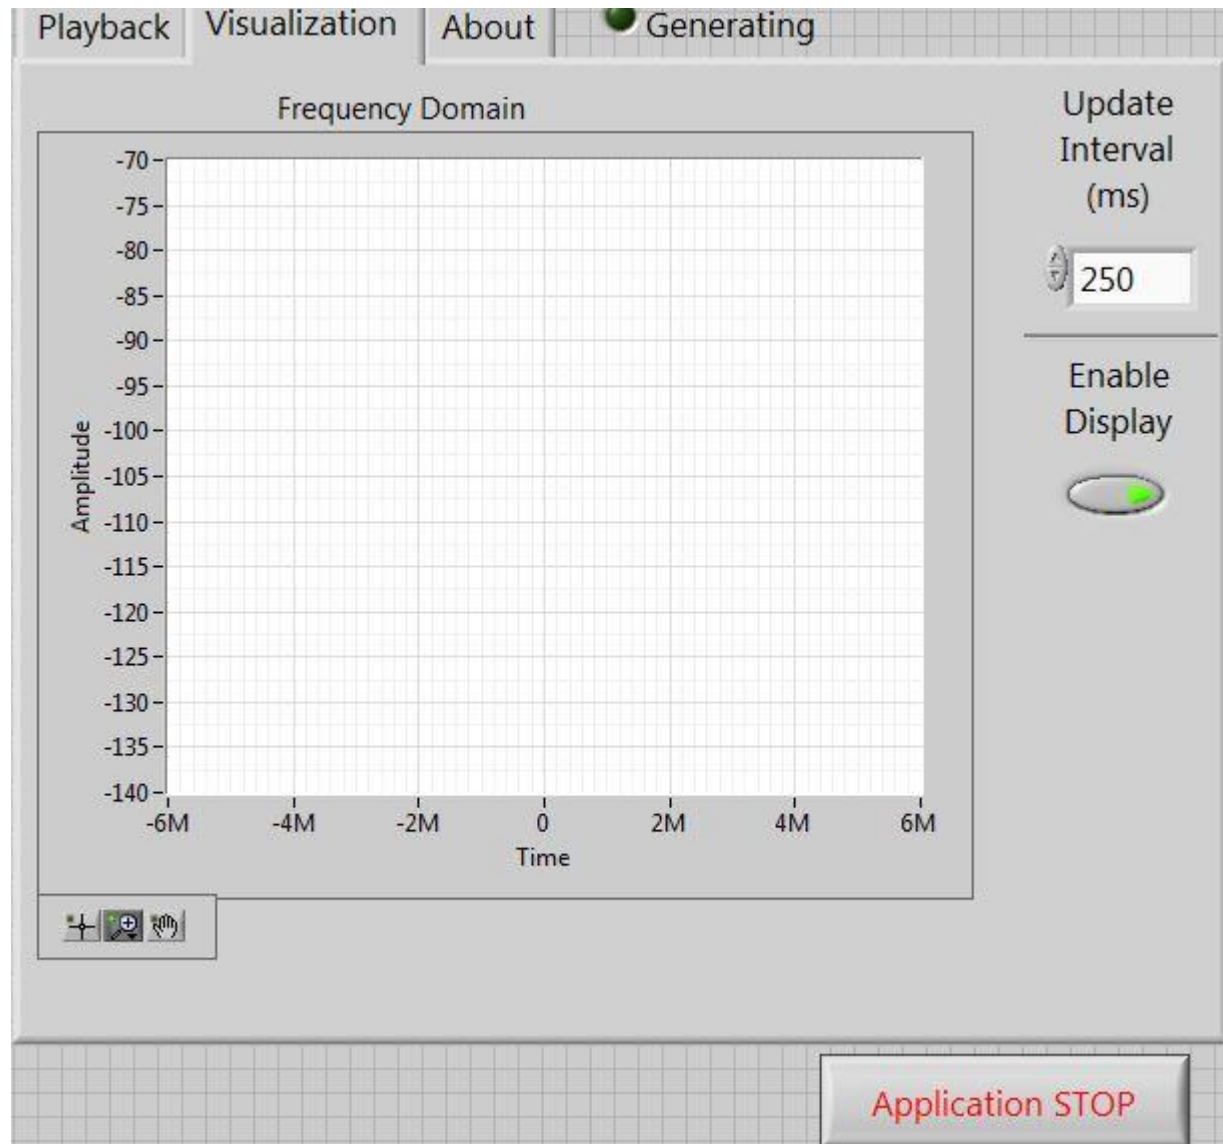 Playback Visualization About Generating
Frequency Domain
Update
Interval
(ms)
250
Enable
Display
Amplitude
-70
-75
-80
-85
-90
-95
-100
-105
-110
-115
-120
-125
-130
-135
-140
-6M -4M -2M 0 2M 4M 6M
Time
Application STOP